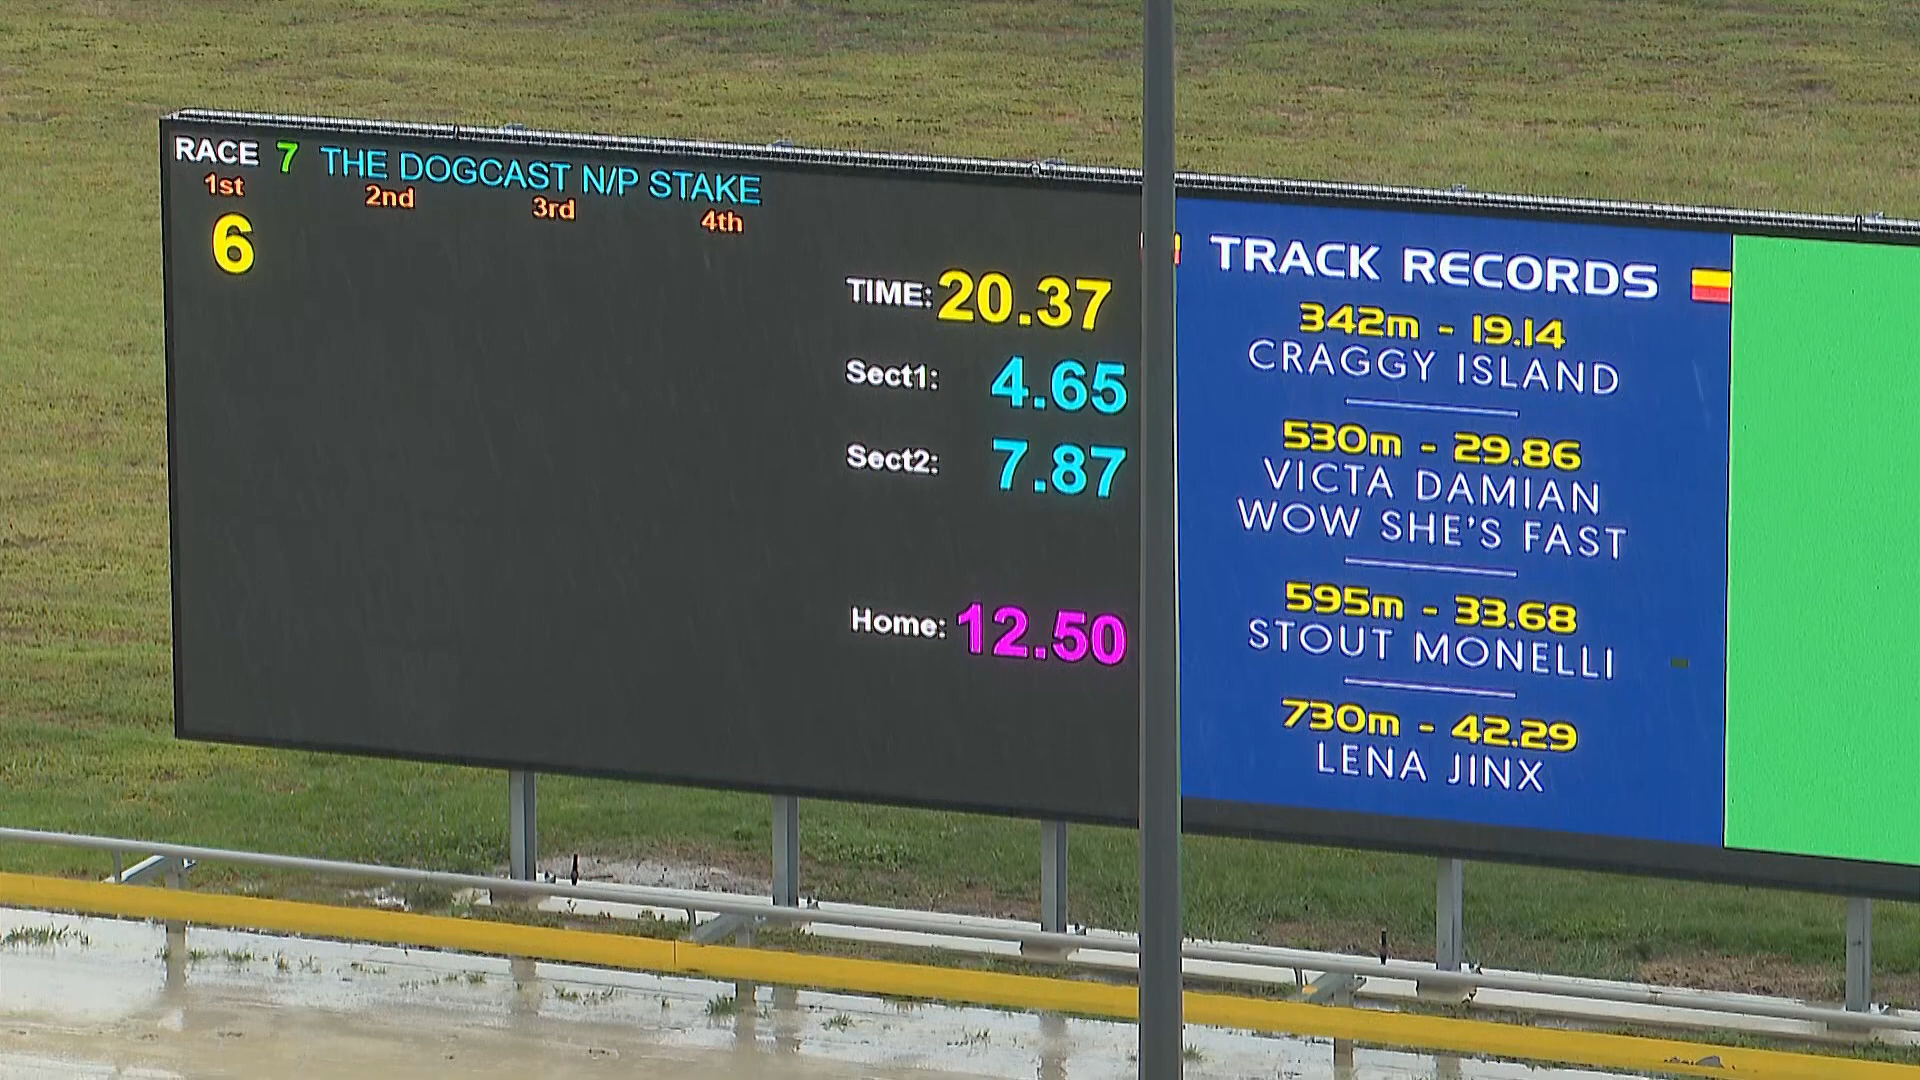 RACE 7 THE DOGCAST N/P STAKE
1st 2nd 3rd 4th
6
TIME: 20.37
Sect1: 4.65
Sect2: 7.87
Home: 12.50
TRACK RECORDS
342m - 19.14
CRAGGY ISLAND
530m - 29.86
VICTA DAMIAN
WOW SHE'S FAST
595m - 33.68
STOUT MONELLI
730m - 42.29
LENA JINX